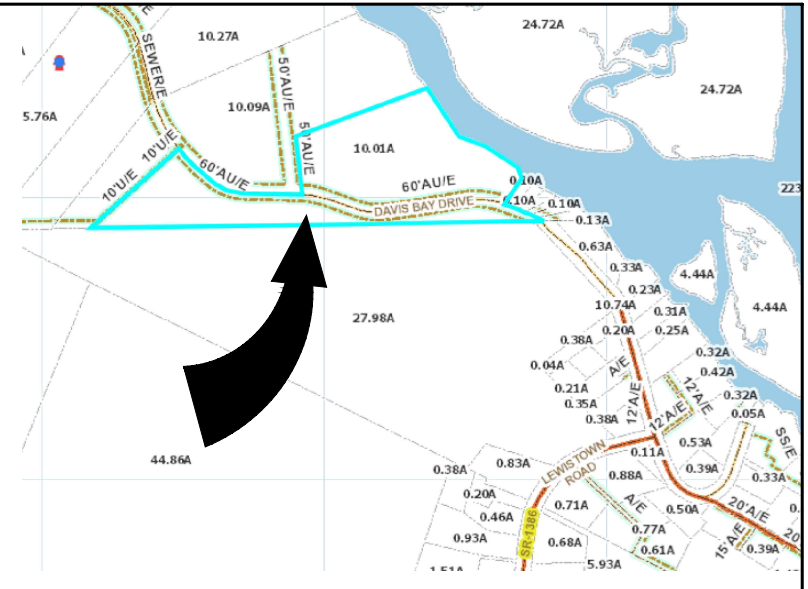 E
24.72A
10.27A
SEWER/E
24.72A
50'AU/E
10.09A
5.76A
50'AU/E
10'U/E
10.01A
60'AU/E
10'U/E
60'AU/E
0.10A
223
0.10A
0.10A
DAVIS BAY DRIVE
0.13A
0.63A
0.33A
4.44A
0.23A
10.74A
0.31A
4.44A
27.98A
0.20A
0.25A
0.38A
0.32A
A/E
0.04A
0.42A
0.21A
12'A/E
12'A/E
0.32A
0.35A
0.05A
0.38A
12'A/E
SS/E
0.53A
0.11A
LEWISTOWN
ROAD
44.86A
0.83A
0.38A
0.39A
0.88A
0.33A
0.20A
A/E
0.71A
0.50A
20'A/E
0.46A
SR-1386
0.77A
20
0.93A
0.68A
15'A/E
0.61A
0.39A
5.93A
1.51A